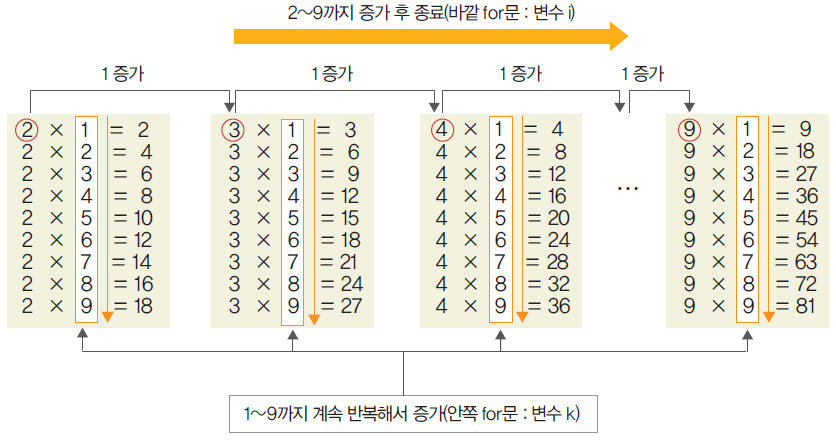 2～9까지 증가 후 종료(바깥 for문 : 변수 i)
1 증가 1 증가 1 증가 1 증가
2 × 1 = 2 3 × 1 = 3 4 × 1 = 4 9 × 1 = 9
2 × 2 = 4 3 × 2 = 6 4 × 2 = 8 9 × 2 = 18
2 × 3 = 6 3 × 3 = 9 4 × 3 = 12 9 × 3 = 27
2 × 4 = 8 3 × 4 = 12 4 × 4 = 16 … 9 × 4 = 36
2 × 5 = 10 3 × 5 = 15 4 × 5 = 20 9 × 5 = 45
2 × 6 = 12 3 × 6 = 18 4 × 6 = 24 9 × 6 = 54
2 × 7 = 14 3 × 7 = 21 4 × 7 = 28 9 × 7 = 63
2 × 8 = 16 3 × 8 = 24 4 × 8 = 32 9 × 8 = 72
2 × 9 = 18 3 × 9 = 27 4 × 9 = 36 9 × 9 = 81
1～9까지 계속 반복해서 증가(안쪽 for문 : 변수 k)